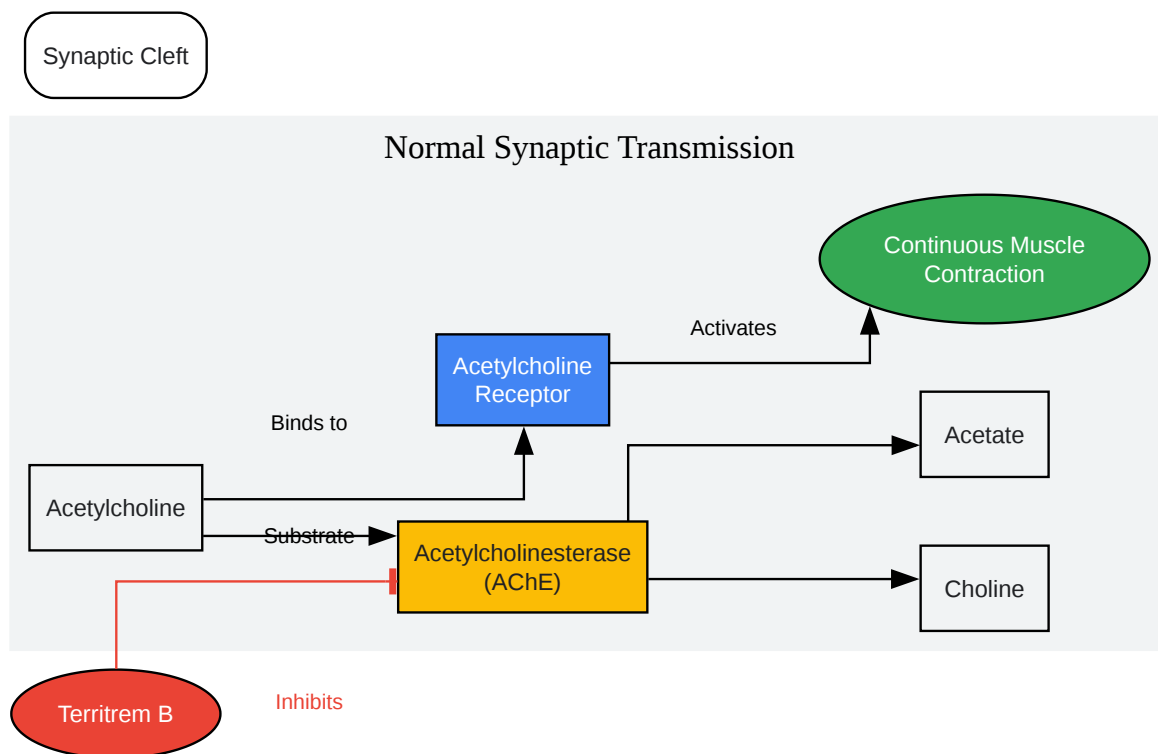 Synaptic Cleft
Normal Synaptic Transmission
Continuous Muscle
Contraction
Activates
Acetylcholine
Receptor
Binds to
Acetate
Acetylcholine
Substrate
Acetylcholinesterase
(AChE)
Choline
Territrem B
Inhibits